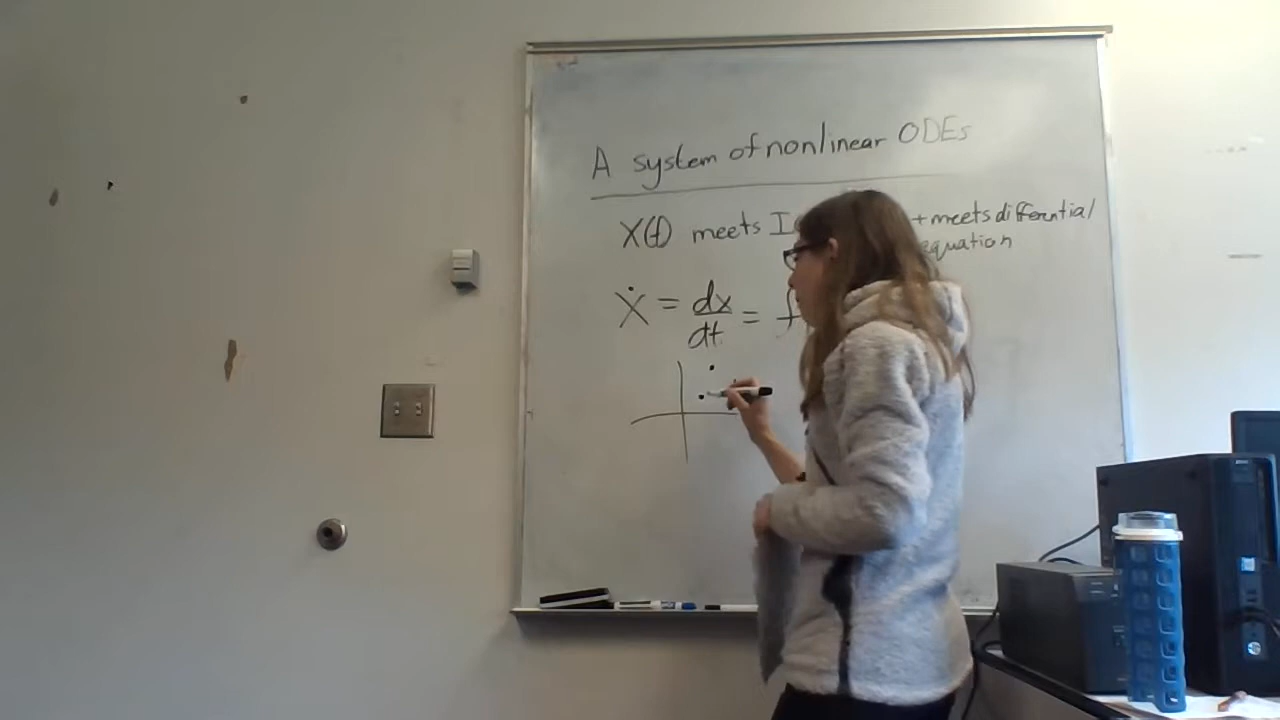 A system of nonlinear ODEs
X(t) meets I + meets differential
equation
ẋ = dx/dt = f